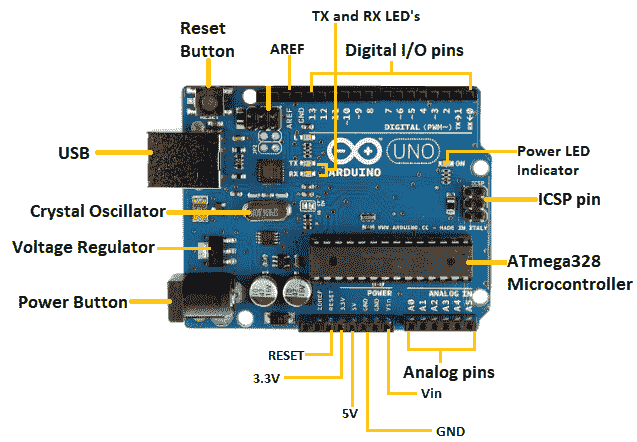 TX and RX LED's
Reset
Button
AREF
Digital I/O pins
AREF
GND
13
12
~11
~10
~9
8
7
~6
~5
4
~3
2
TX→1
RX←0
DIGITAL (PWM~)
USB
TX
RX
ARDUINO
UNO
ON
Power LED
Indicator
ICSP
ICSP pin
Crystal Oscillator
Voltage Regulator
WWW.ARDUINO.CC - MADE IN ITALY
ATmega328
Microcontroller
Power Button
POWER
ANALOG IN
IOREF
RESET
3.3V
5V
GND
GND
Vin
A0
A1
A2
A3
A4
A5
RESET
3.3V
5V
GND
Vin
Analog pins